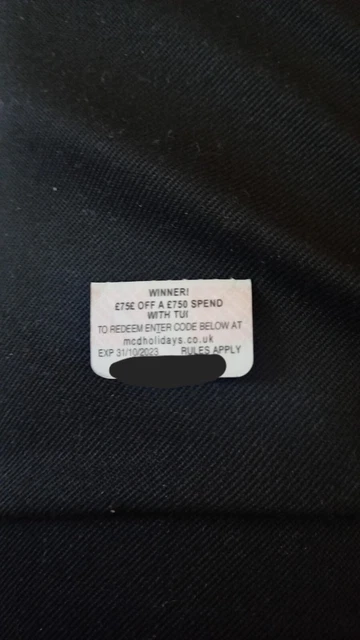 WINNER!
£75£ OFF A £750 SPEND
WITH TUI
TO REDEEM ENTER CODE BELOW AT
mcdholidays.co.uk
EXP 31/10/2023 RULES APPLY